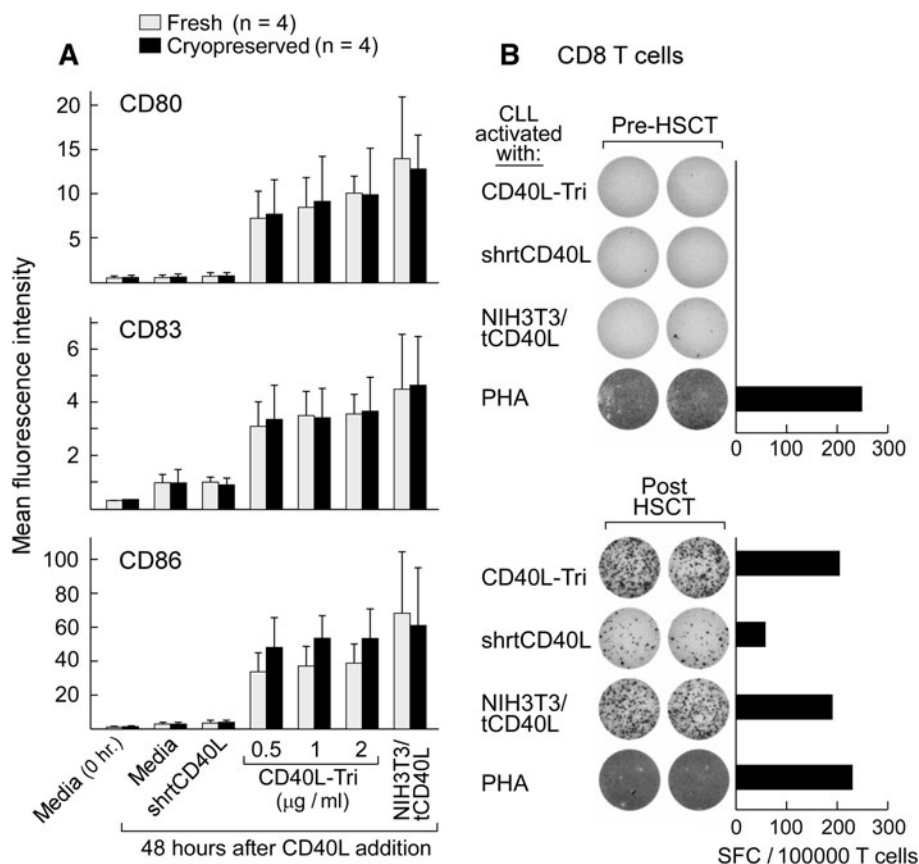 Fresh (n = 4)
Cryopreserved (n = 4)
A
Mean fluorescence intensity
CD80
20
15
10
5
CD83
6
4
2
CD86
100
80
60
40
20
Media (0 hr.)
Media
shrtCD40L
0.5
1
2
CD40L-Tri
(μg / ml)
NIH3T3/
tCD40L
48 hours after CD40L addition
B
CD8 T cells
CLL
activated
with:
Pre-HSCT
CD40L-Tri
shrtCD40L
NIH3T3/
tCD40L
PHA
0 100 200 300
Post
HSCT
CD40L-Tri
shrtCD40L
NIH3T3/
tCD40L
PHA
0 100 200 300
SFC / 100000 T cells